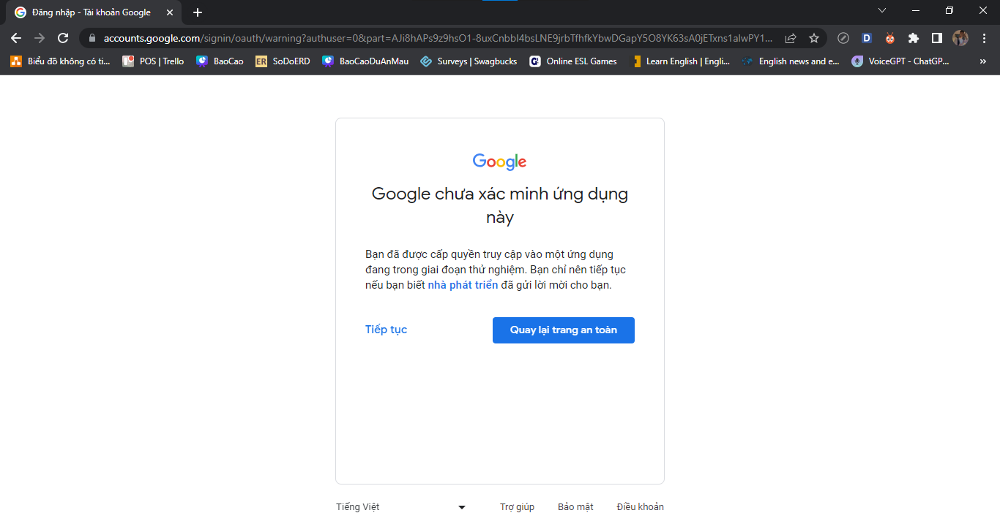 Đăng nhập - Tài khoản Google
accounts.google.com/signin/oauth/warning?authuser=0&part=AJi8hAPs9z9hsO1-8uxCnbbI4bsLNE9jrbTfhfkYbwDGapY5O8YK63sA0jETxns1alwPY1...
Biểu đồ không có ti... POS | Trello BaoCao SoDoERD BaoCaoDuAnMau Surveys | Swagbucks Online ESL Games Learn English | Engli... English news and e... VoiceGPT - ChatGP... »
Google
Google chưa xác minh ứng dụng
này
Bạn đã được cấp quyền truy cập vào một ứng dụng
đang trong giai đoạn thử nghiệm. Bạn chỉ nên tiếp tục
nếu bạn biết nhà phát triển đã gửi lời mời cho bạn.
Tiếp tục Quay lại trang an toàn
Tiếng Việt Trợ giúp Bảo mật Điều khoản